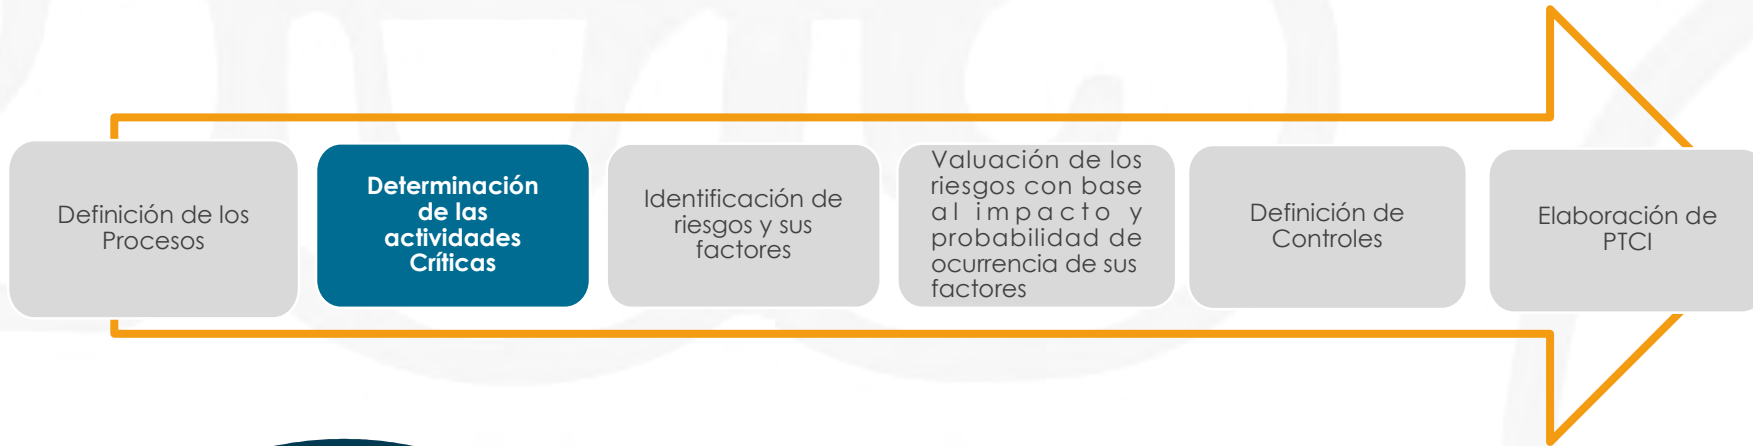 Definición de los
Procesos
Determinación
de las
actividades
Críticas
Identificación de
riesgos y sus
factores
Valuación de los
riesgos con base
al impacto y
probabilidad de
ocurrencia de sus
factores
Definición de
Controles
Elaboración de
PTCI